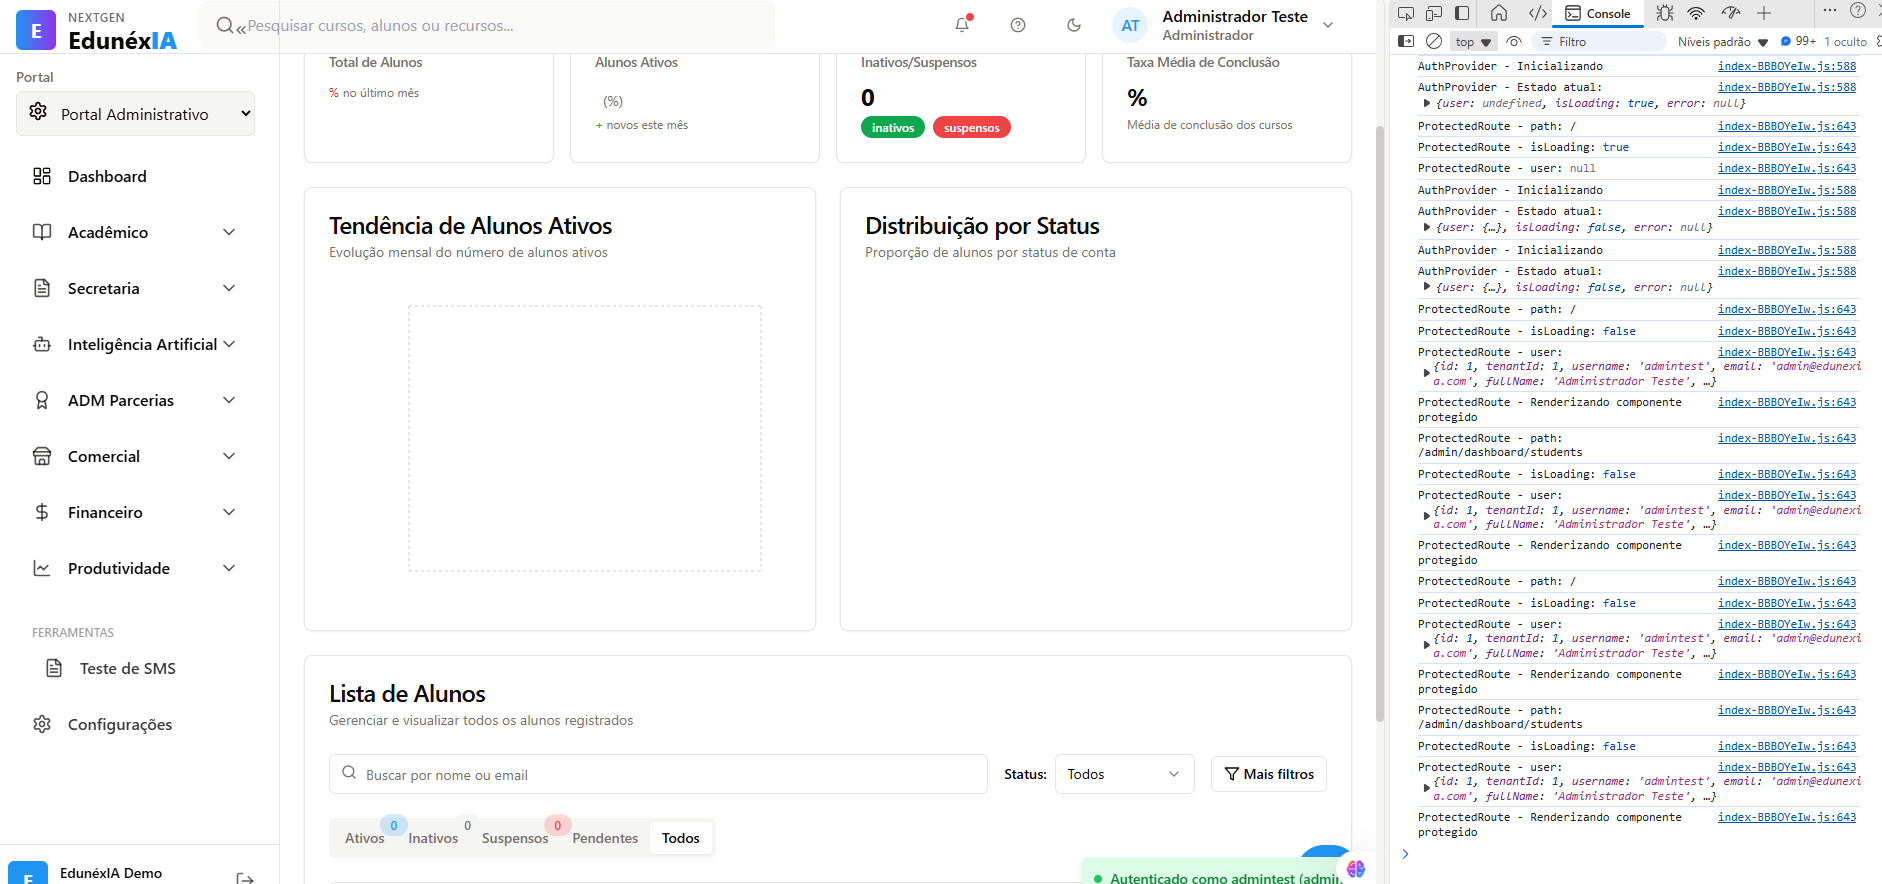 E
NEXTGEN
EdunéxIA
Portal
Portal Administrativo
Dashboard
Acadêmico
Secretaria
Inteligência Artificial
ADM Parcerias
Comercial
Financeiro
Produtividade
FERRAMENTAS
Teste de SMS
Configurações
E
EdunéxIA Demo
«
Pesquisar cursos, alunos ou recursos...
AT
Administrador Teste
Administrador
Total de Alunos
% no último mês
Alunos Ativos
(%)
+ novos este mês
Inativos/Suspensos
0
inativos suspensos
Taxa Média de Conclusão
%
Média de conclusão dos cursos
Tendência de Alunos Ativos
Evolução mensal do número de alunos ativos
Distribuição por Status
Proporção de alunos por status de conta
Lista de Alunos
Gerenciar e visualizar todos os alunos registrados
Buscar por nome ou email
Status:
Todos
Mais filtros
Ativos 0 Inativos 0 Suspensos 0 Pendentes Todos
Autenticado como admintest (admin
Console
top
Filtro
Níveis padrão
99+
1 oculto
AuthProvider - Inicializando index-BBBOYeIw.js:588
AuthProvider - Estado atual: index-BBBOYeIw.js:588
{user: undefined, isLoading: true, error: null}
ProtectedRoute - path: / index-BBBOYeIw.js:643
ProtectedRoute - isLoading: true index-BBBOYeIw.js:643
ProtectedRoute - user: null index-BBBOYeIw.js:643
AuthProvider - Inicializando index-BBBOYeIw.js:588
AuthProvider - Estado atual: index-BBBOYeIw.js:588
{user: {…}, isLoading: false, error: null}
AuthProvider - Inicializando index-BBBOYeIw.js:588
AuthProvider - Estado atual: index-BBBOYeIw.js:588
{user: {…}, isLoading: false, error: null}
ProtectedRoute - path: / index-BBBOYeIw.js:643
ProtectedRoute - isLoading: false index-BBBOYeIw.js:643
ProtectedRoute - user: index-BBBOYeIw.js:643
{id: 1, tenantId: 1, username: 'admintest', email: 'admin@edunexi
a.com', fullName: 'Administrador Teste', …}
ProtectedRoute - Renderizando componente index-BBBOYeIw.js:643
protegido
ProtectedRoute - path: index-BBBOYeIw.js:643
/admin/dashboard/students
ProtectedRoute - isLoading: false index-BBBOYeIw.js:643
ProtectedRoute - user: index-BBBOYeIw.js:643
{id: 1, tenantId: 1, username: 'admintest', email: 'admin@edunexi
a.com', fullName: 'Administrador Teste', …}
ProtectedRoute - Renderizando componente index-BBBOYeIw.js:643
protegido
ProtectedRoute - path: / index-BBBOYeIw.js:643
ProtectedRoute - isLoading: false index-BBBOYeIw.js:643
ProtectedRoute - user: index-BBBOYeIw.js:643
{id: 1, tenantId: 1, username: 'admintest', email: 'admin@edunexi
a.com', fullName: 'Administrador Teste', …}
ProtectedRoute - Renderizando componente index-BBBOYeIw.js:643
protegido
ProtectedRoute - path: index-BBBOYeIw.js:643
/admin/dashboard/students
ProtectedRoute - isLoading: false index-BBBOYeIw.js:643
ProtectedRoute - user: index-BBBOYeIw.js:643
{id: 1, tenantId: 1, username: 'admintest', email: 'admin@edunexi
a.com', fullName: 'Administrador Teste', …}
ProtectedRoute - Renderizando componente index-BBBOYeIw.js:643
protegido